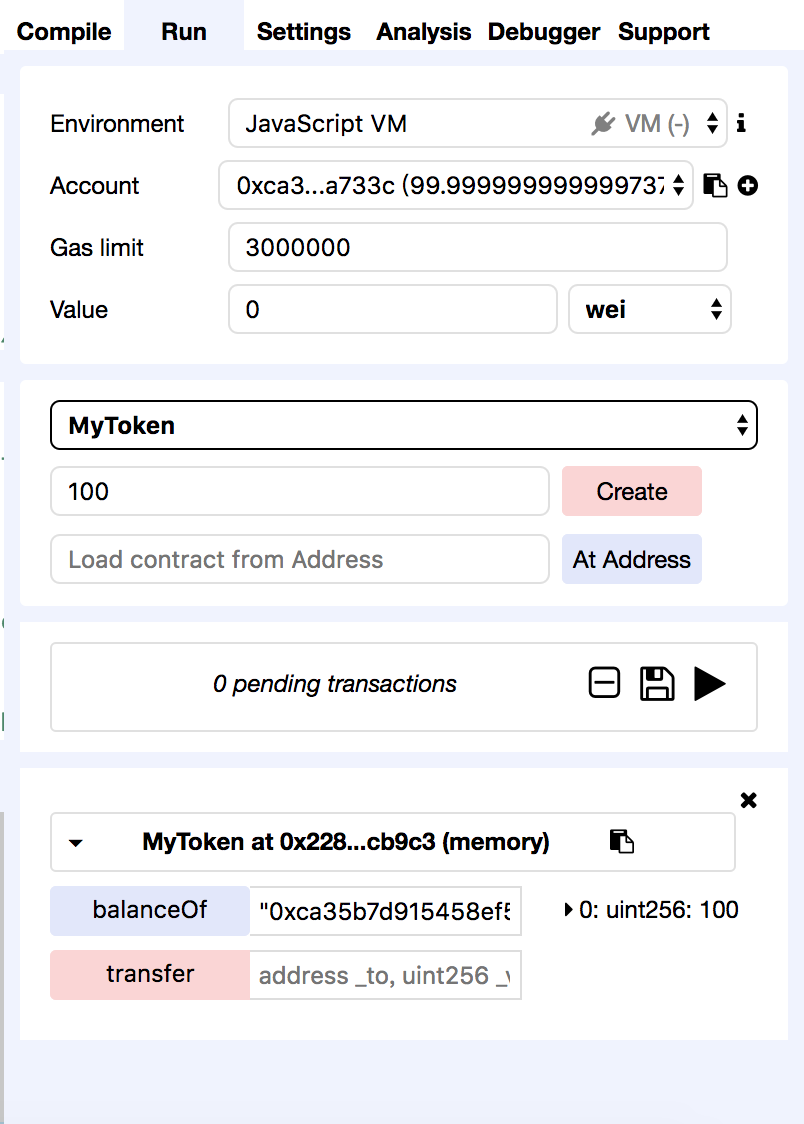 Compile Run Settings Analysis Debugger Support
Environment JavaScript VM VM (-)
Account 0xca3...a733c (99.999999999999737
Gas limit 3000000
Value 0 wei
MyToken
100 Create
Load contract from Address At Address
0 pending transactions
MyToken at 0x228...cb9c3 (memory)
balanceOf "0xca35b7d915458ef5 0: uint256: 100
transfer address _to, uint256 _v